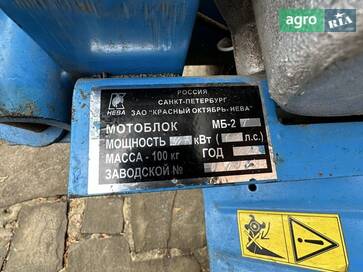 agro RIA
НЕВА
РОССИЯ
САНКТ-ПЕТЕРБУРГ
ЗАО "КРАСНЫЙ ОКТЯБРЬ-НЕВА"
МОТОБЛОК МБ-2
МОЩНОСТЬ кВт ( л.с.)
МАССА - 100 кг ГОД
ЗАВОДСКОЙ №